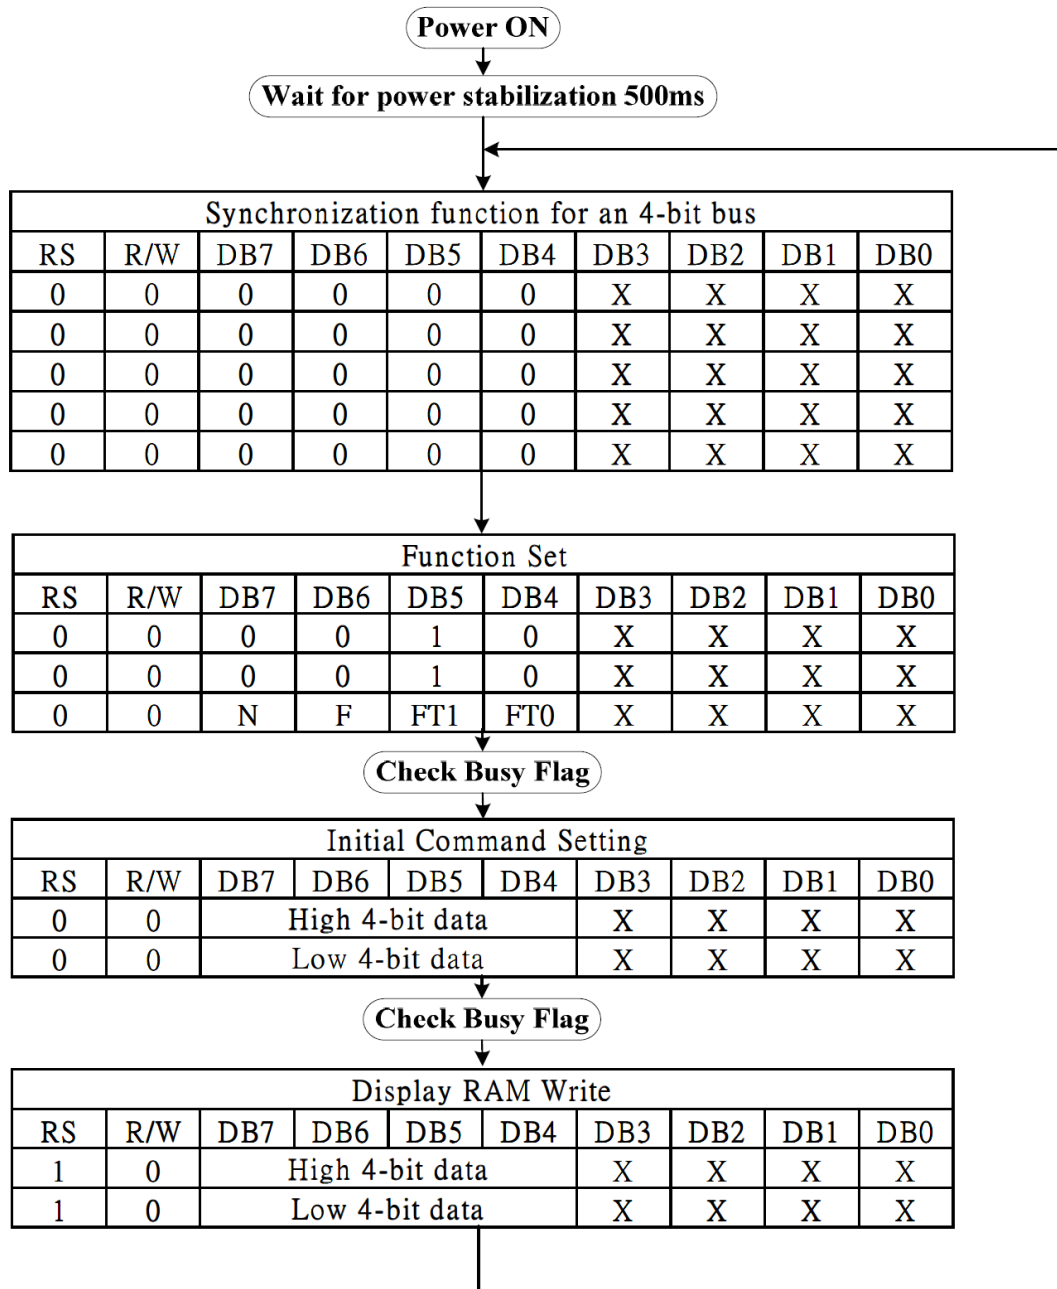 Power ON
Wait for power stabilization 500ms
Synchronization function for an 4-bit bus
RS R/W DB7 DB6 DB5 DB4 DB3 DB2 DB1 DB0
0 0 0 0 0 0 X X X X
0 0 0 0 0 0 X X X X
0 0 0 0 0 0 X X X X
0 0 0 0 0 0 X X X X
0 0 0 0 0 0 X X X X
Function Set
RS R/W DB7 DB6 DB5 DB4 DB3 DB2 DB1 DB0
0 0 0 0 1 0 X X X X
0 0 0 0 1 0 X X X X
0 0 N F FT1 FT0 X X X X
Check Busy Flag
Initial Command Setting
RS R/W DB7 DB6 DB5 DB4 DB3 DB2 DB1 DB0
0 0 High 4-bit data X X X X
0 0 Low 4-bit data X X X X
Check Busy Flag
Display RAM Write
RS R/W DB7 DB6 DB5 DB4 DB3 DB2 DB1 DB0
1 0 High 4-bit data X X X X
1 0 Low 4-bit data X X X X